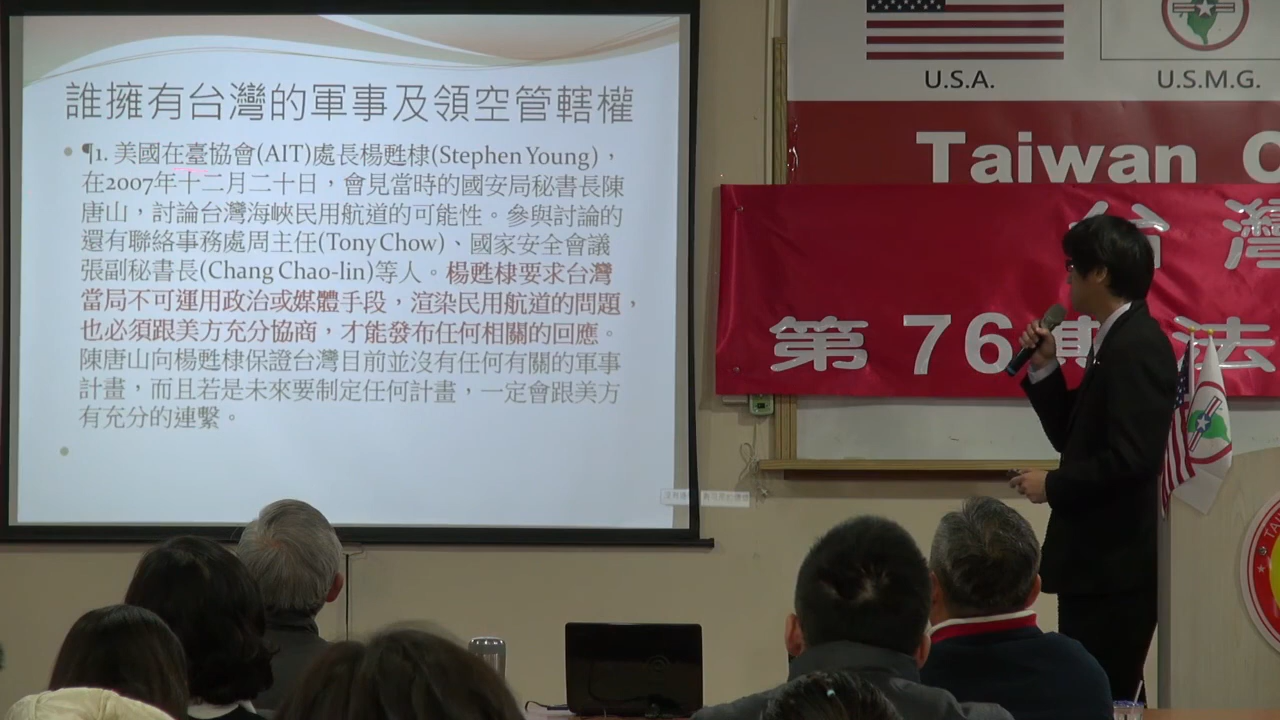 誰擁有台灣的軍事及領空管轄權
¶1. 美國在臺協會(AIT)處長楊甦棣(Stephen Young)，
在2007年十二月二十日，會見當時的國安局秘書長陳
唐山，討論台灣海峽民用航道的可能性。參與討論的
還有聯絡事務處周主任(Tony Chow)、國家安全會議
張副秘書長(Chang Chao-lin)等人。楊甦棣要求台灣
當局不可運用政治或媒體手段，渲染民用航道的問題，
也必須跟美方充分協商，才能發布任何相關的回應。
陳唐山向楊甦棣保證台灣目前並沒有任何有關的軍事
計畫，而且若是未來要制定任何計畫，一定會跟美方
有充分的連繫。
U.S.A.
U.S.M.G.
Taiwan C
台灣
第76期法